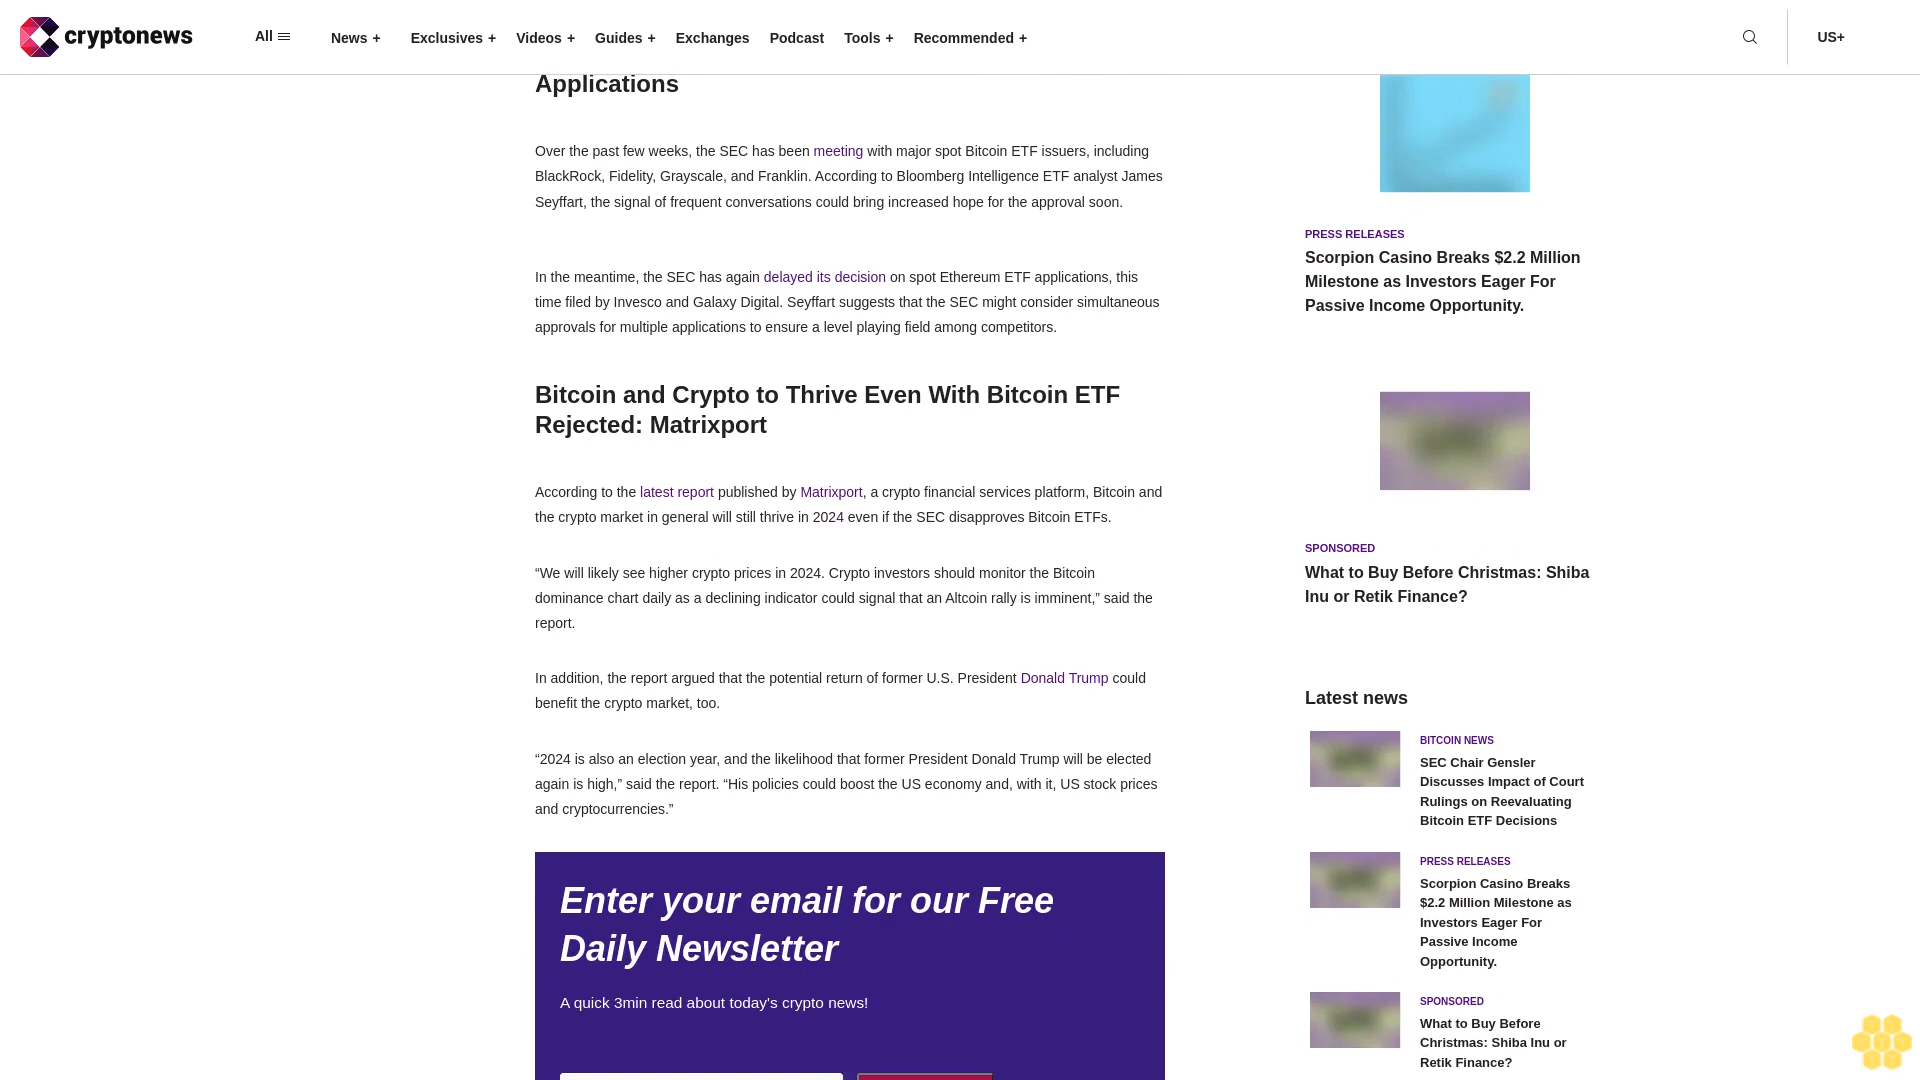 cryptonews
All
News +
Exclusives +
Videos +
Guides +
Exchanges
Podcast
Tools +
Recommended +
US+
Applications
Over the past few weeks, the SEC has been meeting with major spot Bitcoin ETF issuers, including
BlackRock, Fidelity, Grayscale, and Franklin. According to Bloomberg Intelligence ETF analyst James
Seyffart, the signal of frequent conversations could bring increased hope for the approval soon.
In the meantime, the SEC has again delayed its decision on spot Ethereum ETF applications, this
time filed by Invesco and Galaxy Digital. Seyffart suggests that the SEC might consider simultaneous
approvals for multiple applications to ensure a level playing field among competitors.
Bitcoin and Crypto to Thrive Even With Bitcoin ETF
Rejected: Matrixport
According to the latest report published by Matrixport, a crypto financial services platform, Bitcoin and
the crypto market in general will still thrive in 2024 even if the SEC disapproves Bitcoin ETFs.
“We will likely see higher crypto prices in 2024. Crypto investors should monitor the Bitcoin
dominance chart daily as a declining indicator could signal that an Altcoin rally is imminent,” said the
report.
In addition, the report argued that the potential return of former U.S. President Donald Trump could
benefit the crypto market, too.
“2024 is also an election year, and the likelihood that former President Donald Trump will be elected
again is high,” said the report. “His policies could boost the US economy and, with it, US stock prices
and cryptocurrencies.”
Enter your email for our Free
Daily Newsletter
A quick 3min read about today's crypto news!
PRESS RELEASES
Scorpion Casino Breaks $2.2 Million
Milestone as Investors Eager For
Passive Income Opportunity.
SPONSORED
What to Buy Before Christmas: Shiba
Inu or Retik Finance?
Latest news
BITCOIN NEWS
SEC Chair Gensler
Discusses Impact of Court
Rulings on Reevaluating
Bitcoin ETF Decisions
PRESS RELEASES
Scorpion Casino Breaks
$2.2 Million Milestone as
Investors Eager For
Passive Income
Opportunity.
SPONSORED
What to Buy Before
Christmas: Shiba Inu or
Retik Finance?